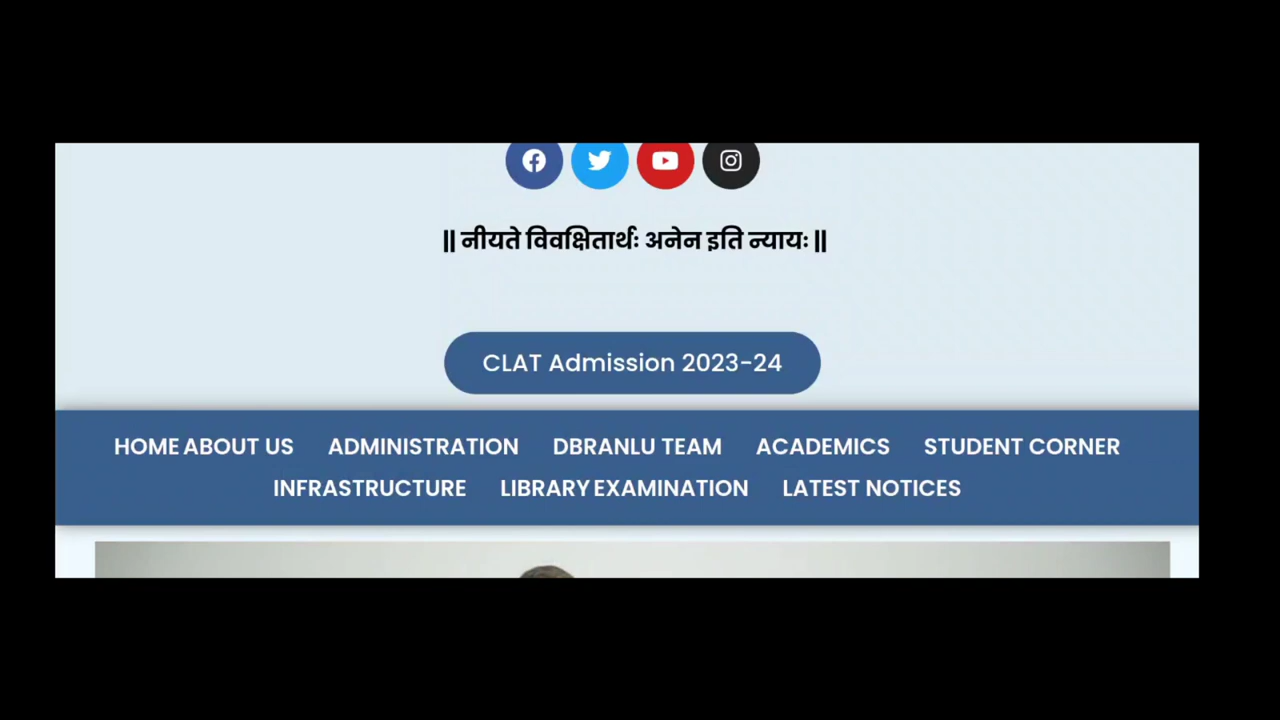 || नीयते विवक्षितार्थः अनेन इति न्यायः ||
CLAT Admission 2023-24
HOME ABOUT US ADMINISTRATION DBRANLU TEAM ACADEMICS STUDENT CORNER
INFRASTRUCTURE LIBRARY EXAMINATION LATEST NOTICES